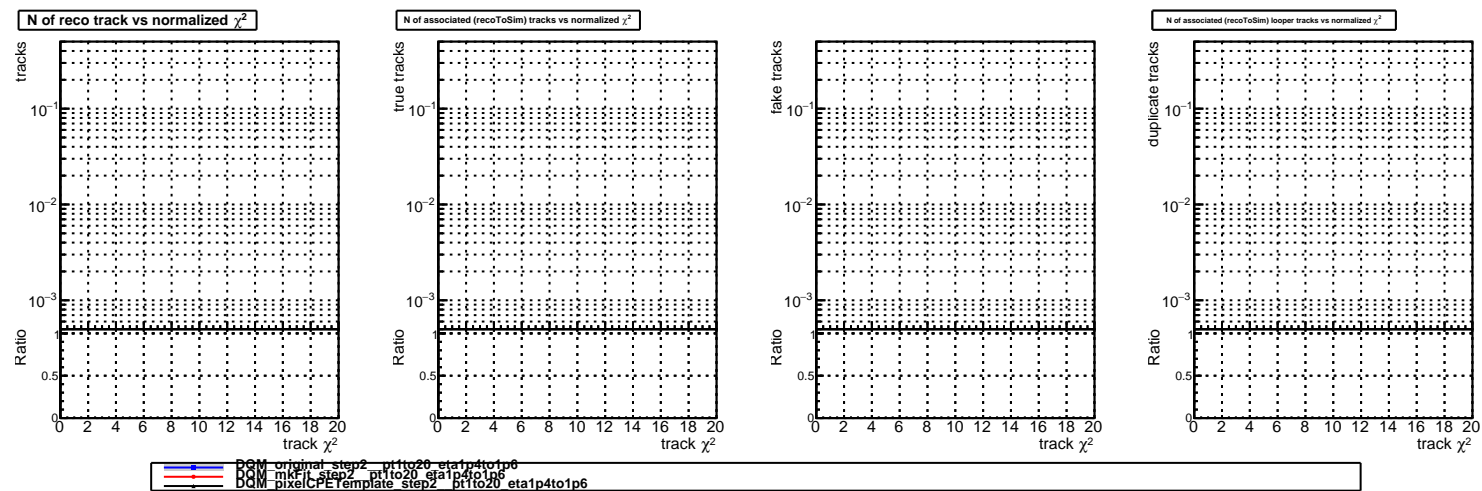 N of reco track vs normalized χ²
N of associated (recoToSim) tracks vs normalized χ²
N of associated (recoToSim) looper tracks vs normalized χ²
tracks
10⁻¹
10⁻²
10⁻³
Ratio
1
0.5
0
0 2 4 6 8 10 12 14 16 18 20
track χ²
true tracks
10⁻¹
10⁻²
10⁻³
Ratio
1
0.5
0
0 2 4 6 8 10 12 14 16 18 20
track χ²
fake tracks
10⁻¹
10⁻²
10⁻³
Ratio
1
0.5
0
0 2 4 6 8 10 12 14 16 18 20
track χ²
duplicate tracks
10⁻¹
10⁻²
10⁻³
Ratio
1
0.5
0
0 2 4 6 8 10 12 14 16 18 20
track χ²
DQM_original_step2__pt1to20_eta1p4to1p6
DQM_mkFit_step2__pt1to20_eta1p4to1p6
DQM_pixelCPETemplate_step2__pt1to20_eta1p4to1p6